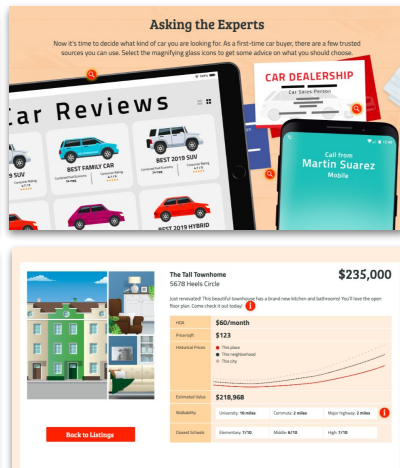 Asking the Experts
Now it's time to decide what kind of car you are looking for. As a first-time car buyer, there are a few trusted
sources you can use. Select the magnifying glass icons to get some advice on what you should choose.
CAR DEALERSHIP
Car Sales Person
ar Reviews
9 SUV
BEST FAMILY CAR
BEST 2019 SUV
Call from
Martin Suarez
Mobile
BEST 2019 HYBRID
The Tall Townhome
5678 Heels Circle
$235,000
Just renovated! This beautiful townhouse has a brand new kitchen and bathrooms! You'll love the open
floor plan. Come check it out today!
HOA
$60/month
Price/sqft
$123
Historical Prices
This place
This neighborhood
This city
Estimated Value
$218,968
Walkability
University: 10 miles
Commute: 2 miles
Major highway: 2 miles
Closest Schools
Elementary: 7/10
Middle: 6/10
High: 7/10
Back to Listings